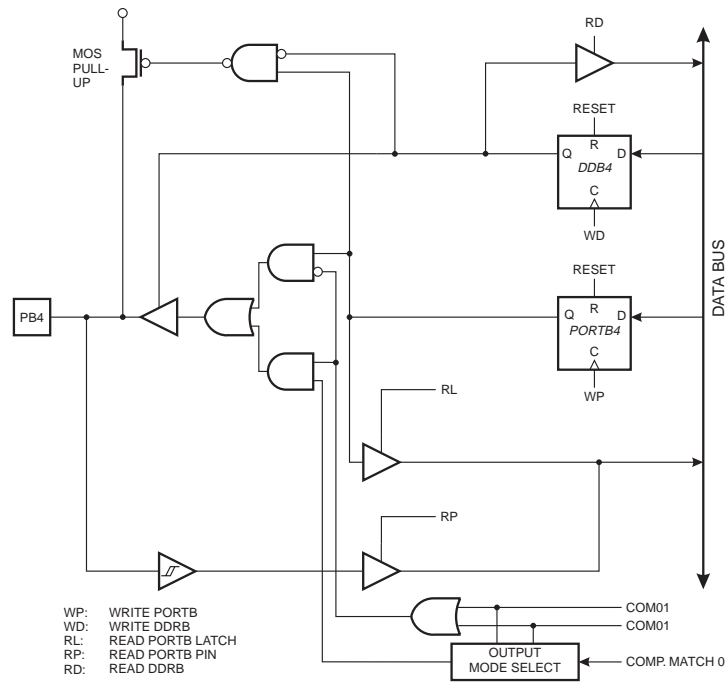 RD
MOS
PULL-
UP
RESET
R
Q
D
DDB4
C
WD
RESET
R
Q
D
PORTB4
C
WP
PB4
DATA BUS
RL
RP
WP: WRITE PORTB
WD: WRITE DDRB
RL: READ PORTB LATCH
RP: READ PORTB PIN
RD: READ DDRB
COM01
COM01
OUTPUT
MODE SELECT
COMP. MATCH 0